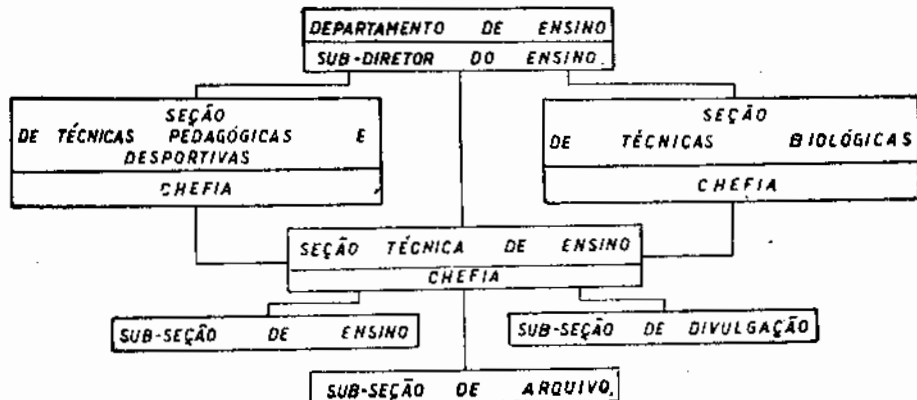 DEPARTAMENTO DE ENSINO
SUB-DIRETOR DO ENSINO
SEÇÃO
DE TÉCNICAS PEDAGÓGICAS E
DESPORTIVAS
CHEFIA
SEÇÃO
DE TÉCNICAS BIOLÓGICAS
CHEFIA
SEÇÃO TÉCNICA DE ENSINO
CHEFIA
SUB-SEÇÃO DE ENSINO
SUB-SEÇÃO DE DIVULGAÇÃO
SUB-SEÇÃO DE ARQUIVO